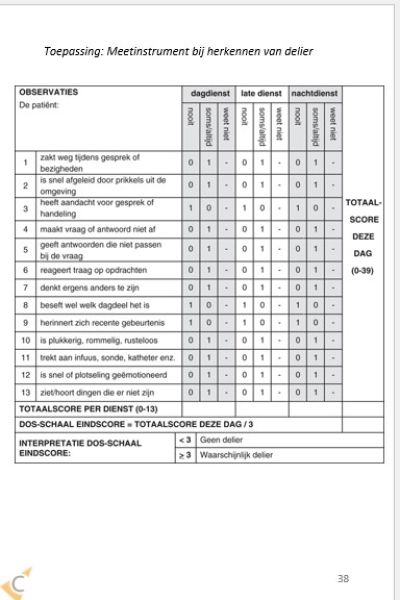 Toepassing: Meetinstrument bij herkennen van delier
OBSERVATIES dagdienst late dienst nachtdienst
De patiënt: nooit soms/altijd weet niet nooit soms/altijd weet niet nooit soms/altijd weet niet
1 zakt weg tijdens gesprek of
bezigheden 0 1 - 0 1 - 0 1 -
2 is snel afgeleid door prikkels uit de
omgeving 0 1 - 0 1 - 0 1 -
3 heeft aandacht voor gesprek of
handeling 1 0 - 1 0 - 1 0 -
4 maakt vraag of antwoord niet af 0 1 - 0 1 - 0 1 -
5 geeft antwoorden die niet passen
bij de vraag 0 1 - 0 1 - 0 1 -
6 reageert traag op opdrachten 0 1 - 0 1 - 0 1 -
7 denkt ergens anders te zijn 0 1 - 0 1 - 0 1 -
8 beseft wel welk dagdeel het is 1 0 - 1 0 - 1 0 -
9 herinnert zich recente gebeurtenis 1 0 - 1 0 - 1 0 -
10 is plukkerig, rommelig, rusteloos 0 1 - 0 1 - 0 1 -
11 trekt aan infuus, sonde, katheter enz. 0 1 - 0 1 - 0 1 -
12 is snel of plotseling geëmotioneerd 0 1 - 0 1 - 0 1 -
13 ziet/hoort dingen die er niet zijn 0 1 - 0 1 - 0 1 -
TOTAAL-
SCORE
DEZE
DAG
(0-39)
TOTAALSCORE PER DIENST (0-13)
DOS-SCHAAL EINDSCORE = TOTAALSCORE DEZE DAG / 3
INTERPRETATIE DOS-SCHAAL
EINDSCORE:
< 3 Geen delier
≥ 3 Waarschijnlijk delier
C
38